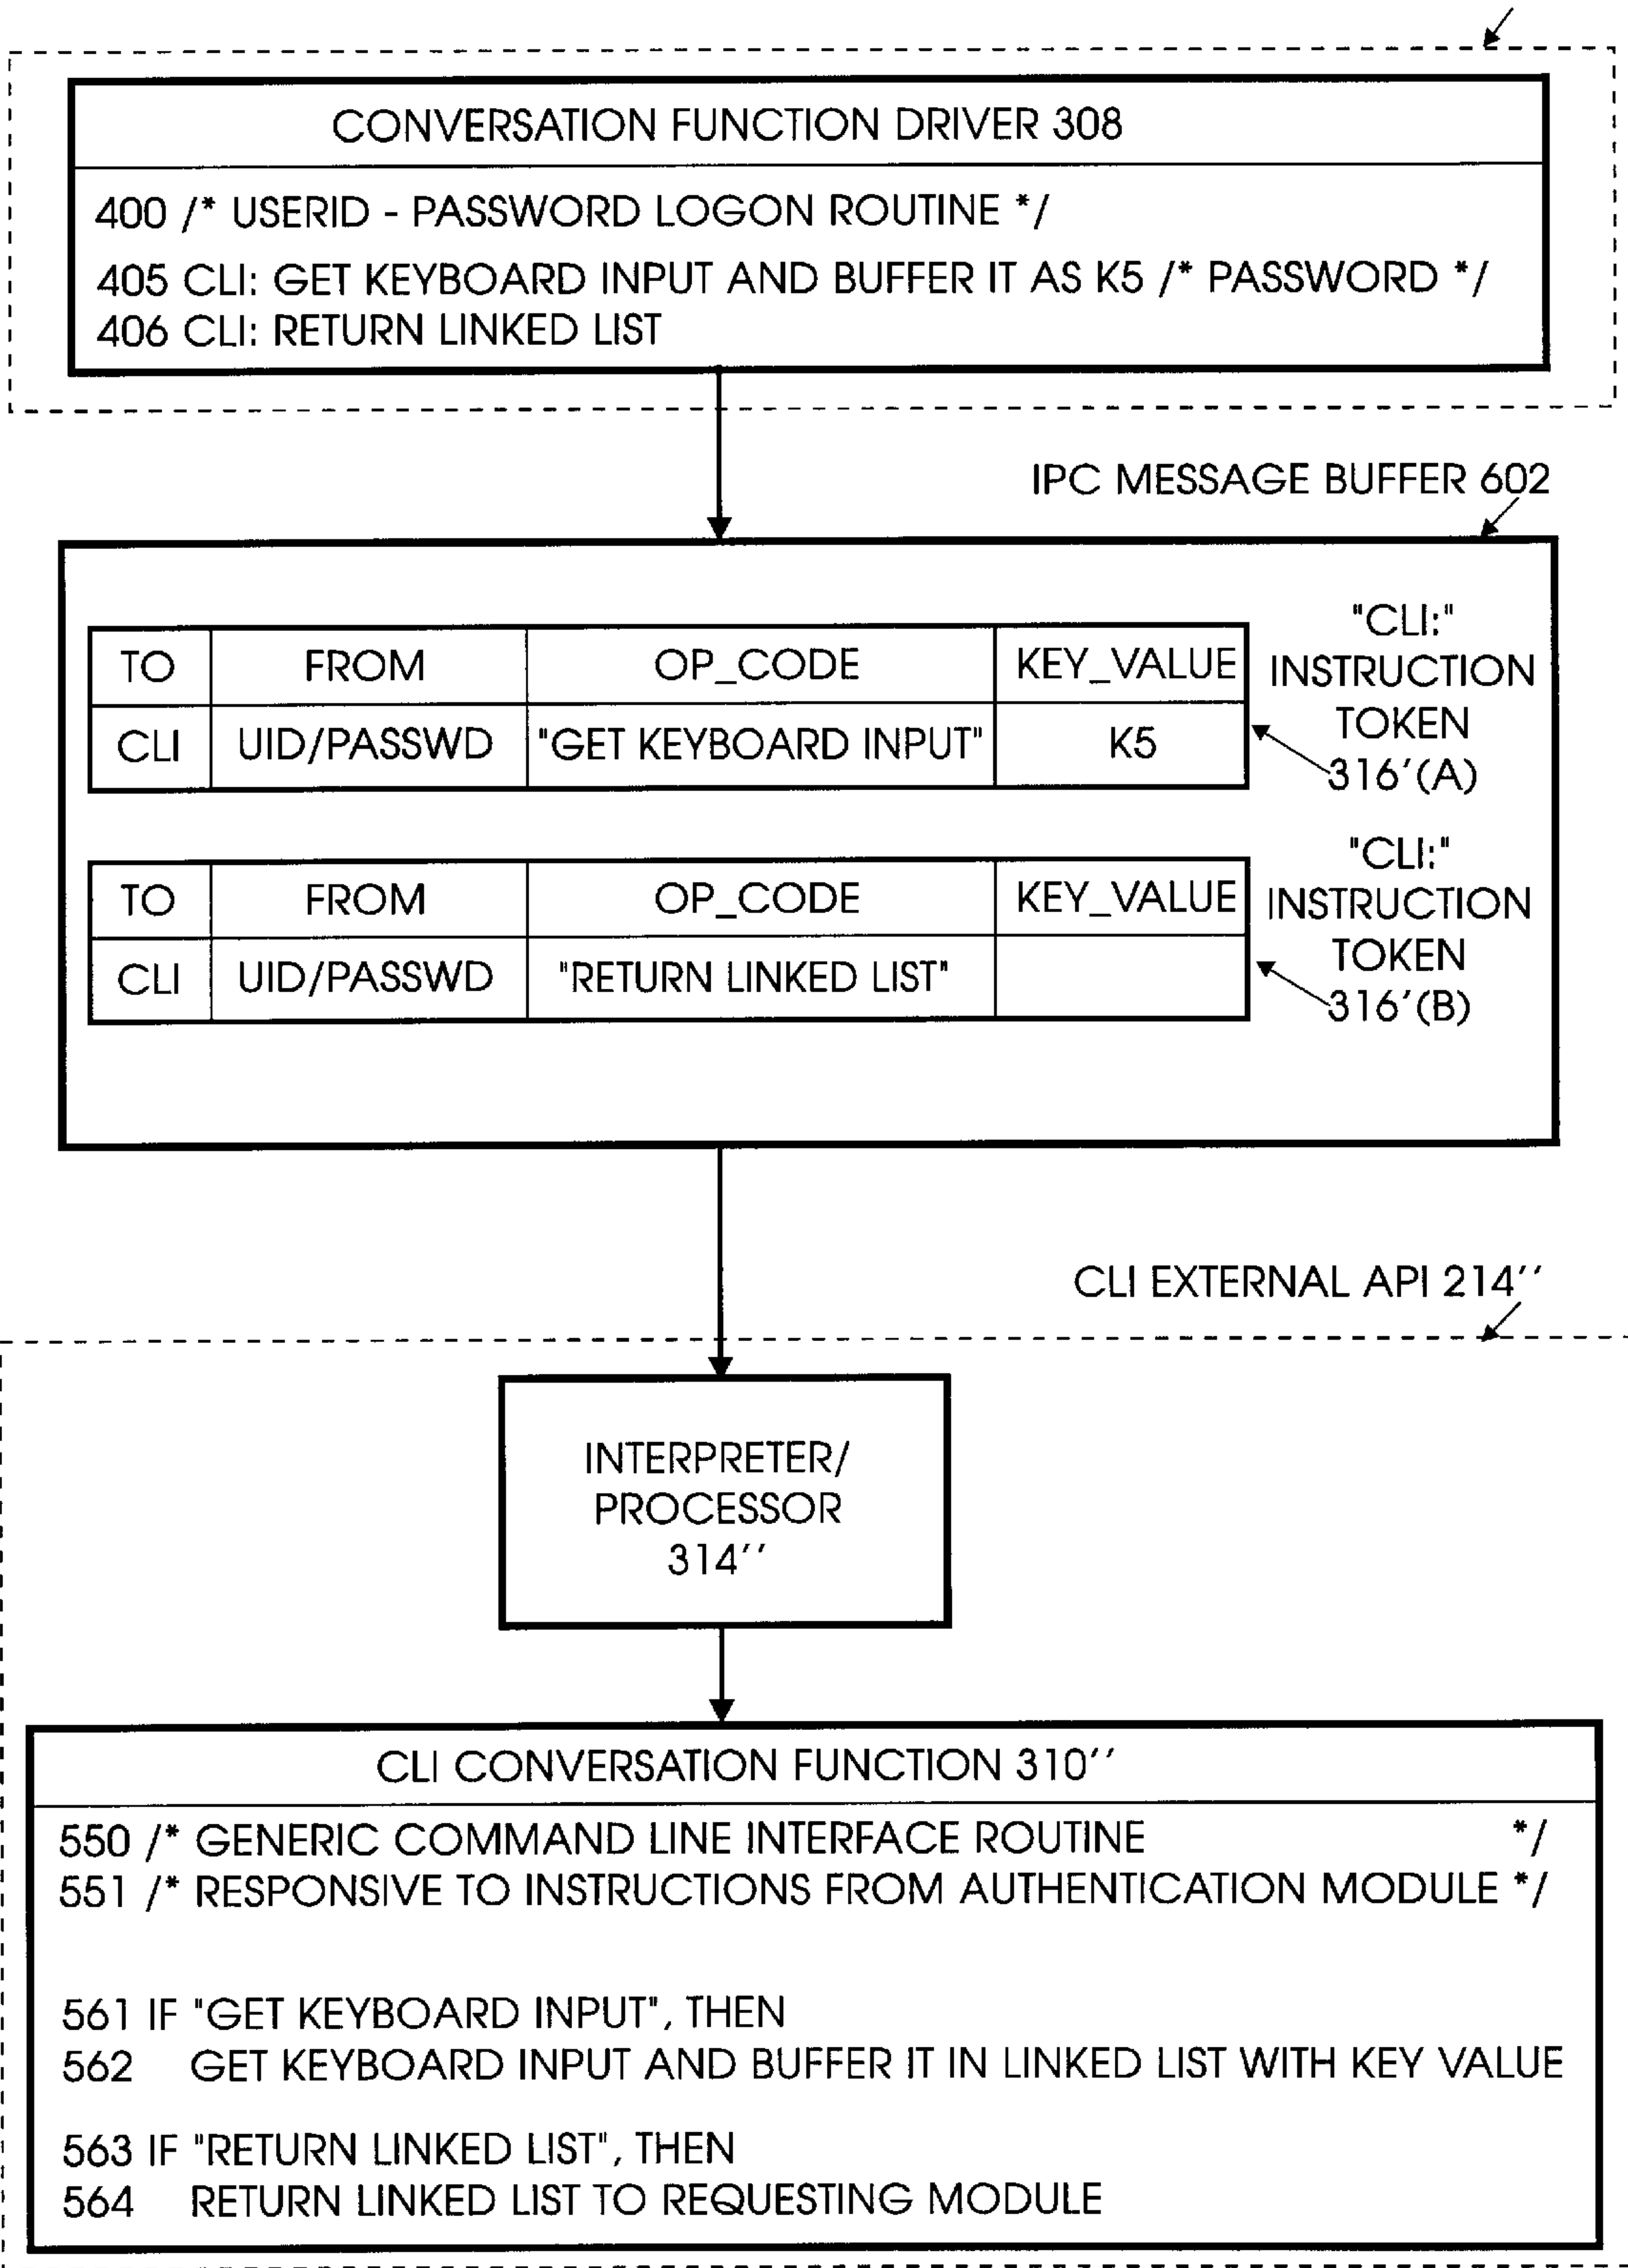 CONVERSATION FUNCTION DRIVER 308
400 /* USERID - PASSWORD LOGON ROUTINE */
405 CLI: GET KEYBOARD INPUT AND BUFFER IT AS K5 /* PASSWORD */
406 CLI: RETURN LINKED LIST
IPC MESSAGE BUFFER 602
TO FROM OP_CODE KEY_VALUE
CLI UID/PASSWD "GET KEYBOARD INPUT" K5
"CLI:"
INSTRUCTION
TOKEN
316'(A)
TO FROM OP_CODE KEY_VALUE
CLI UID/PASSWD "RETURN LINKED LIST"
"CLI:"
INSTRUCTION
TOKEN
316'(B)
CLI EXTERNAL API 214''
INTERPRETER/
PROCESSOR
314''
CLI CONVERSATION FUNCTION 310''
550 /* GENERIC COMMAND LINE INTERFACE ROUTINE */
551 /* RESPONSIVE TO INSTRUCTIONS FROM AUTHENTICATION MODULE */
561 IF "GET KEYBOARD INPUT", THEN
562 GET KEYBOARD INPUT AND BUFFER IT IN LINKED LIST WITH KEY VALUE
563 IF "RETURN LINKED LIST", THEN
564 RETURN LINKED LIST TO REQUESTING MODULE